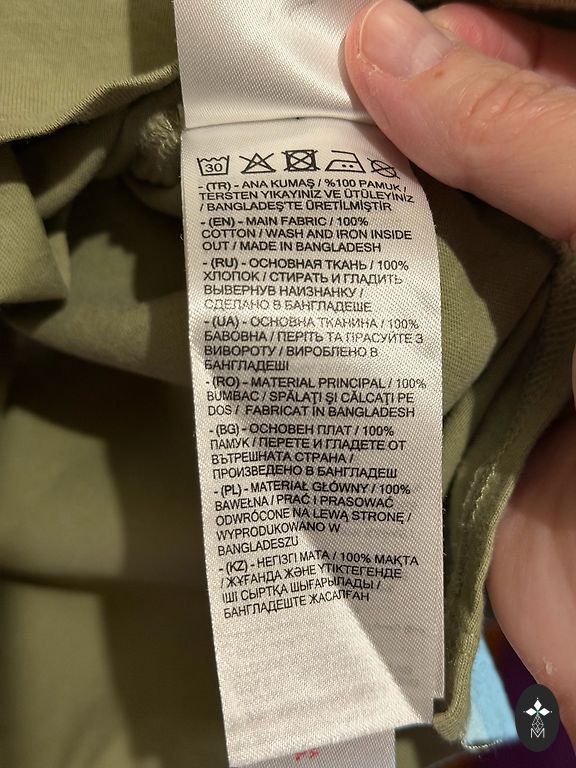 30
- (TR) - ANA KUMAŞ / %100 PAMUK /
TERSTEN YIKAYINIZ VE ÜTÜLEYİNİZ
/ BANGLADEŞ'TE ÜRETİLMİŞTİR
- (EN) - MAIN FABRIC / 100%
COTTON / WASH AND IRON INSIDE
OUT / MADE IN BANGLADESH
- (RU) - ОСНОВНАЯ ТКАНЬ / 100%
ХЛОПОК / СТИРАТЬ И ГЛАДИТЬ
ВЫВЕРНУВ НАИЗНАНКУ /
СДЕЛАНО В БАНГЛАДЕШЕ
- (UA) - ОСНОВНА ТКАНИНА / 100%
БАВОВНА / ПЕРІТЬ ТА ПРАСУЙТЕ З
ВИВОРОТУ / ВИРОБЛЕНО В
БАНГЛАДЕШІ
- (RO) - MATERIAL PRINCIPAL / 100%
BUMBAC / SPĂLAŢI ŞI CĂLCAŢI PE
DOS / FABRICAT ÎN BANGLADESH
- (BG) - ОСНОВЕН ПЛАТ / 100%
ПАМУК / ПЕРЕТЕ И ГЛАДЕТЕ ОТ
ВЪТРЕШНАТА СТРАНА /
ПРОИЗВЕДЕНО В БАНГЛАДЕШ
- (PL) - MATERIAŁ GŁÓWNY / 100%
BAWEŁNA / PRAĆ I PRASOWAĆ
ODWRÓCONE NA LEWĄ STRONĘ /
WYPRODUKOWANO W
BANGLADESZU
- (KZ) - НЕГІЗГІ МАТА / 100% МАҚТА
/ ЖУҒАНДА ЖӘНЕ ҮТІКТЕГЕНДЕ
ІШІ СЫРТҚА ШЫҒАРЫЛАДЫ /
БАНГЛАДЕШТЕ ЖАСАЛҒАН
M